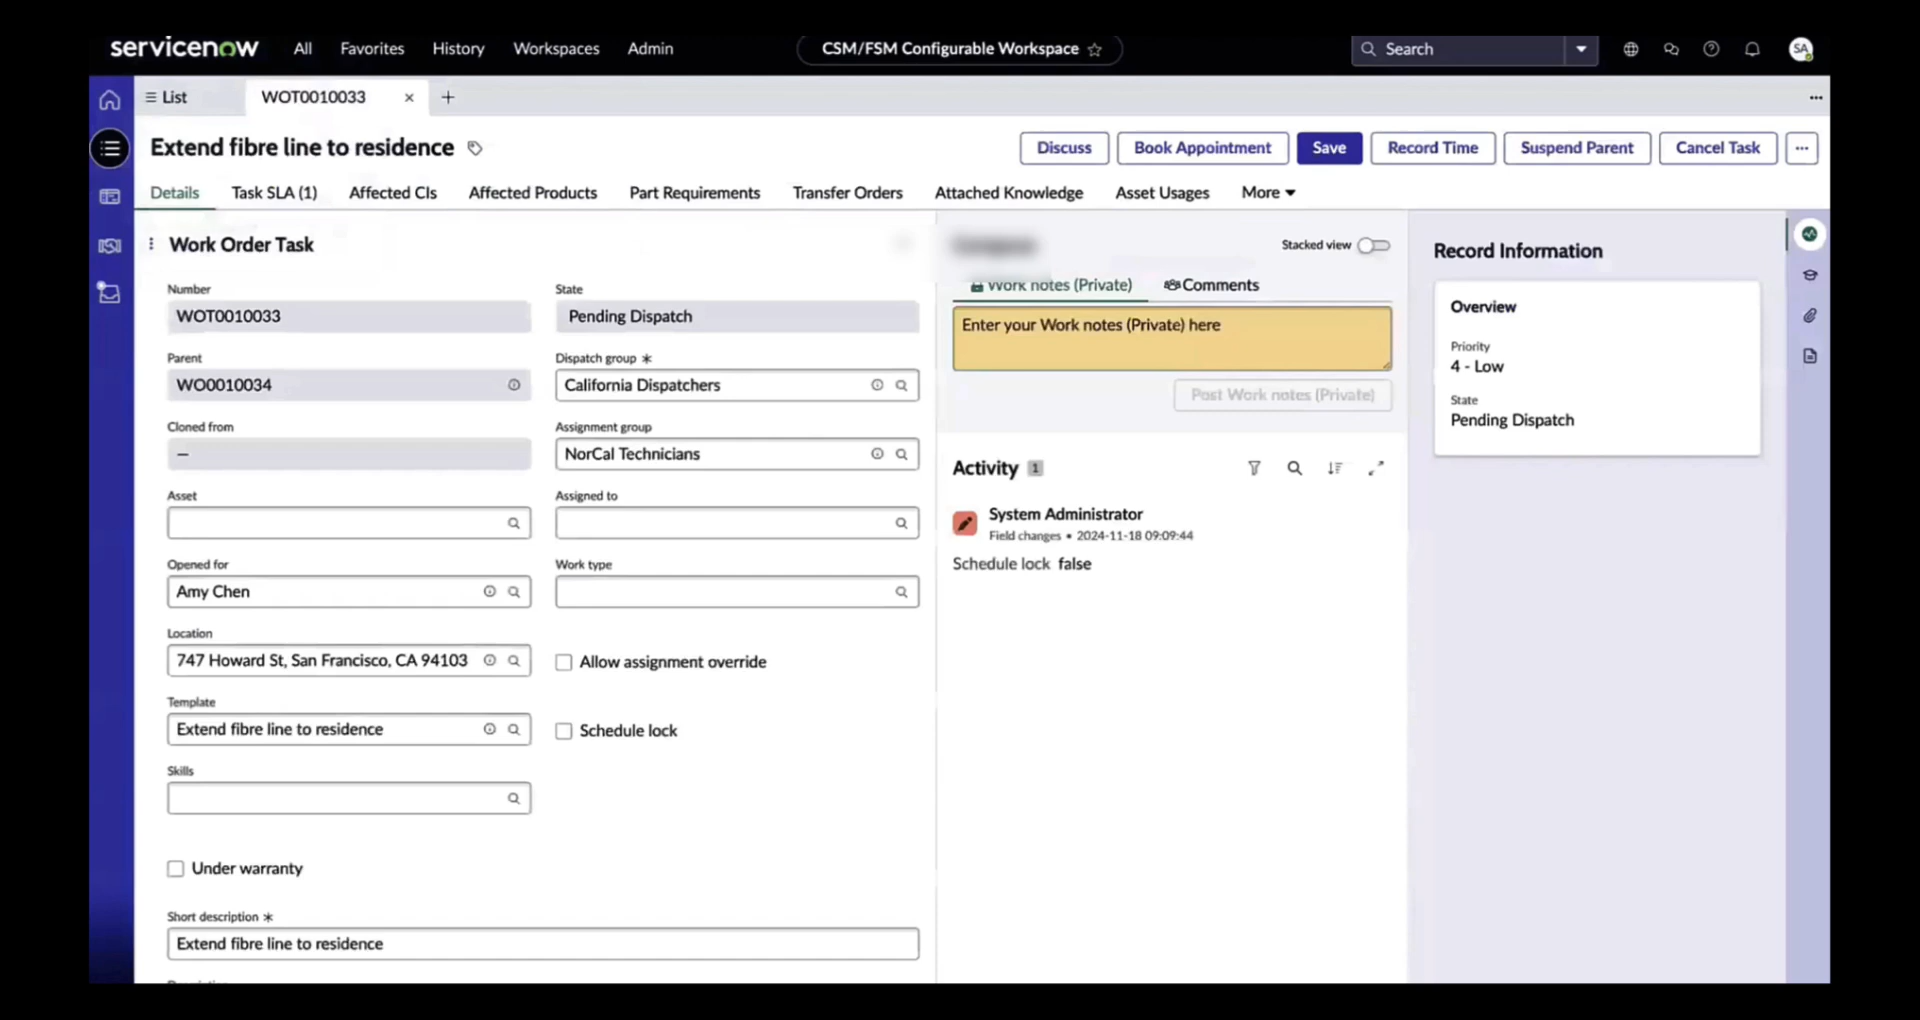 servicenow All Favorites History Workspaces Admin CSM/FSM Configurable Workspace Search SA
List WOT0010033
Extend fibre line to residence Discuss Book Appointment Save Record Time Suspend Parent Cancel Task
Details Task SLA (1) Affected CIs Affected Products Part Requirements Transfer Orders Attached Knowledge Asset Usages More
Work Order Task
Number
WOT0010033
Parent
WO0010034
Cloned from
—
Asset
Opened for
Amy Chen
Location
747 Howard St, San Francisco, CA 94103
Template
Extend fibre line to residence
Skills
Under warranty
State
Pending Dispatch
Dispatch group *
California Dispatchers
Assignment group
NorCal Technicians
Assigned to
Work type
Allow assignment override
Schedule lock
Short description *
Extend fibre line to residence
Stacked view
Work notes (Private) Comments
Enter your Work notes (Private) here
Post Work notes (Private)
Activity 1
System Administrator
Field changes • 2024-11-18 09:09:44
Schedule lock false
Record Information
Overview
Priority
4 - Low
State
Pending Dispatch